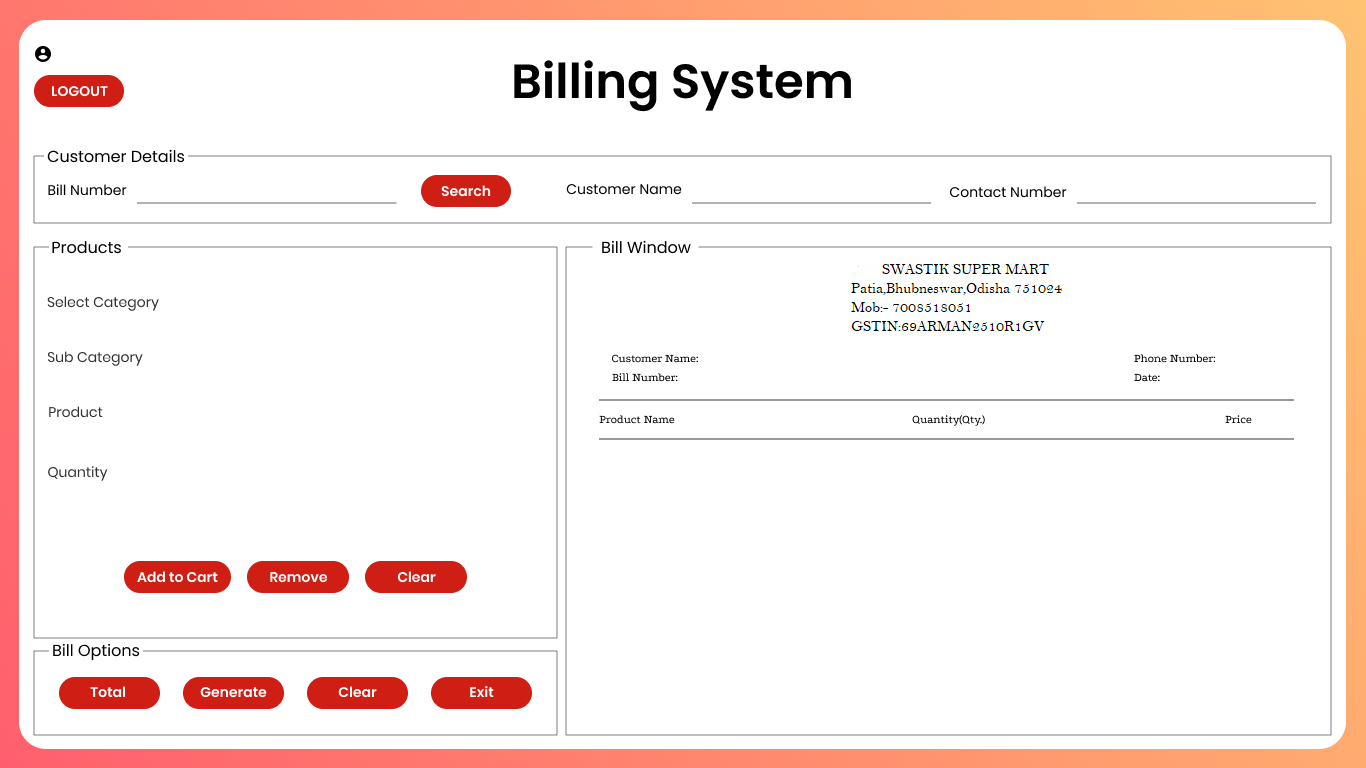 LOGOUT
Billing System
Customer Details
Bill Number
Search
Customer Name
Contact Number
Products
Select Category
Sub Category
Product
Quantity
Add to Cart
Remove
Clear
Bill Options
Total
Generate
Clear
Exit
Bill Window
SWASTIK SUPER MART
Patia,Bhubneswar,Odisha 751024
Mob:- 7008518051
GSTIN:69ARMAN2510R1GV
Customer Name:
Phone Number:
Bill Number:
Date:
Product Name
Quantity(Qty.)
Price